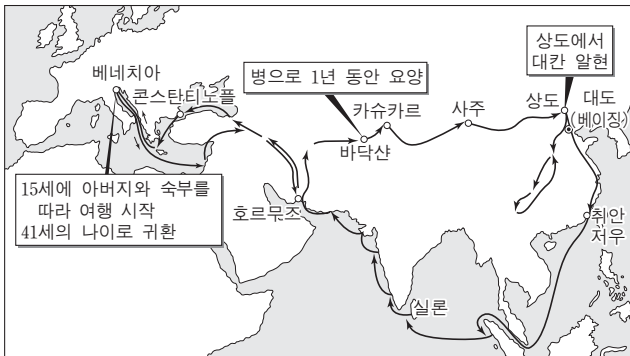 베네치아
콘스탄티노플
병으로 1년 동안 요양
상도에서
대칸 알현
카슈카르
사주
상도
대도
(베이징)
바닥샨
15세에 아버지와 숙부를
따라 여행 시작
41세의 나이로 귀환
호르무조
취안
저우
실론